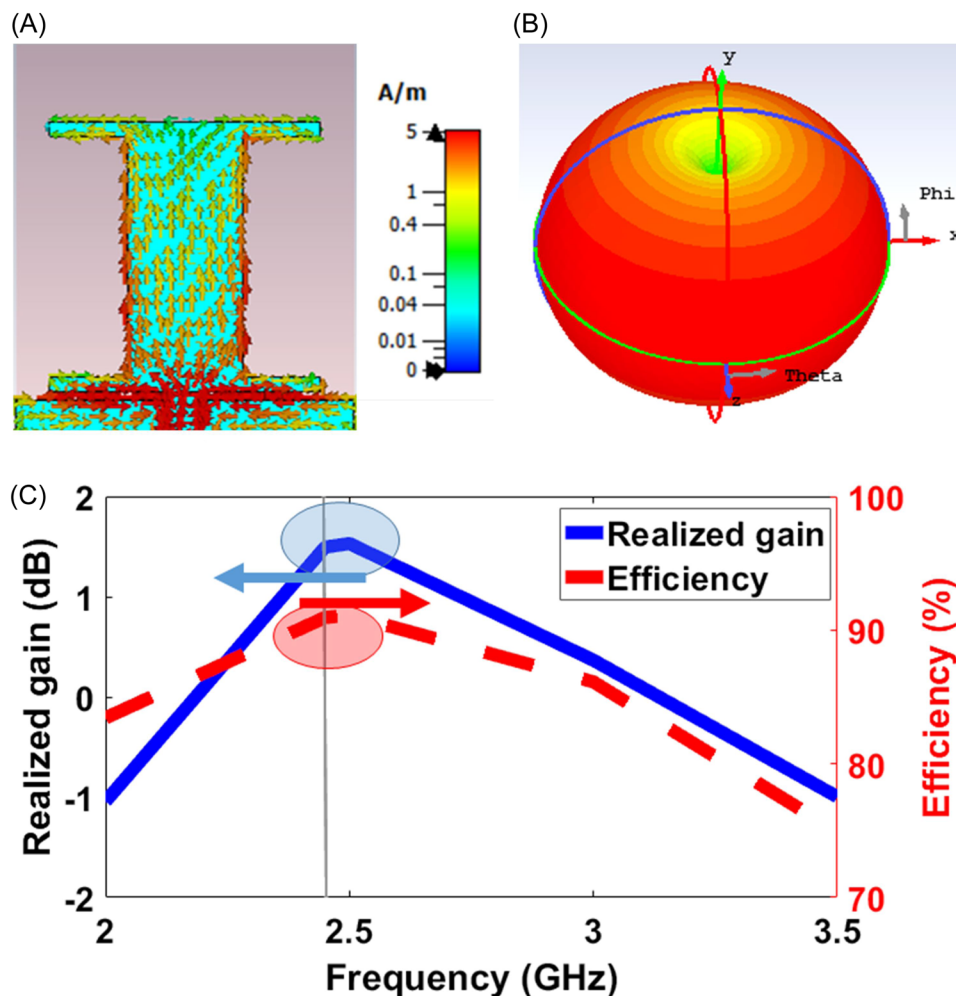 (A)
A/m
5
1
0.4
0.1
0.04
0.01
0
(B)
y
Phi
x
Theta
z
(C)
2
1
0
-1
-2
Realized gain (dB)
100
90
80
70
Efficiency (%)
Realized gain
Efficiency
2
2.5
3
3.5
Frequency (GHz)